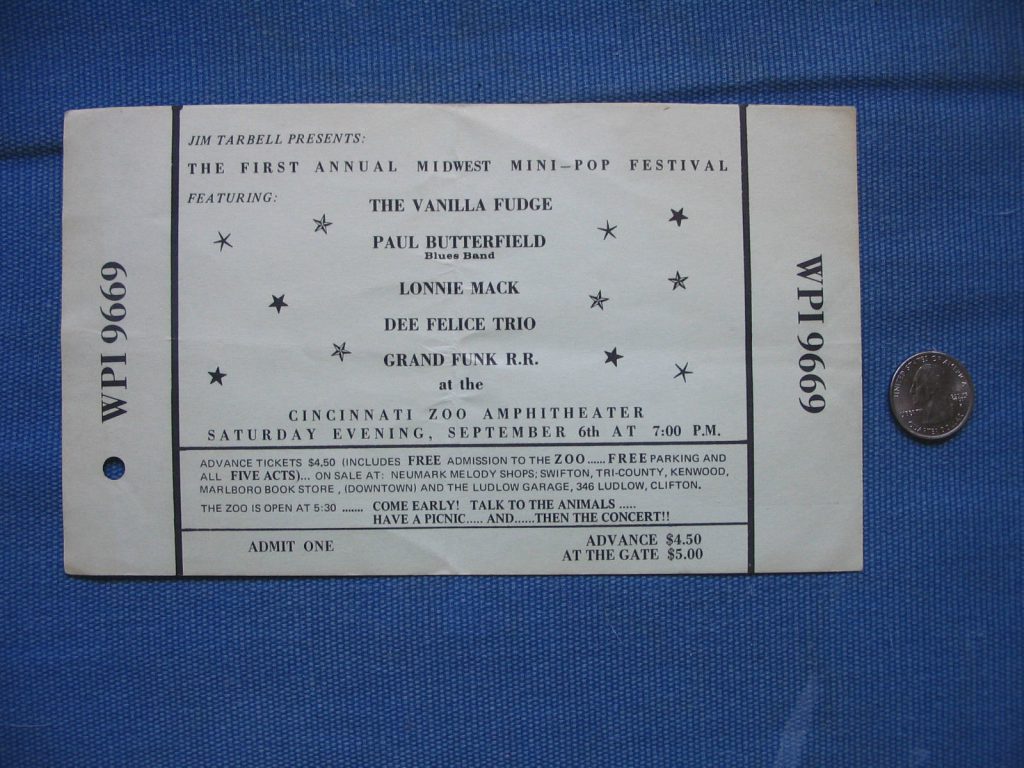 JIM TARBELL PRESENTS:
THE FIRST ANNUAL MIDWEST MINI-POP FESTIVAL
FEATURING:
THE VANILLA FUDGE
PAUL BUTTERFIELD
Blues Band
LONNIE MACK
DEE FELICE TRIO
GRAND FUNK R.R.
at the
CINCINNATI ZOO AMPHITHEATER
SATURDAY EVENING, SEPTEMBER 6th AT 7:00 P.M.
ADVANCE TICKETS $4,50 (INCLUDES FREE ADMISSION TO THE ZOO......FREE PARKING AND
ALL FIVE ACTS)... ON SALE AT: NEUMARK MELODY SHOPS; SWIFTON, TRI-COUNTY, KENWOOD,
MARLBORO BOOK STORE , (DOWNTOWN) AND THE LUDLOW GARAGE, 346 LUDLOW, CLIFTON.
THE ZOO IS OPEN AT 5:30 ....... COME EARLY! TALK TO THE ANIMALS .....
HAVE A PICNIC..... AND......THEN THE CONCERT!!
ADMIT ONE
ADVANCE $4.50
AT THE GATE $5.00
WPI 9669
WPI 9669